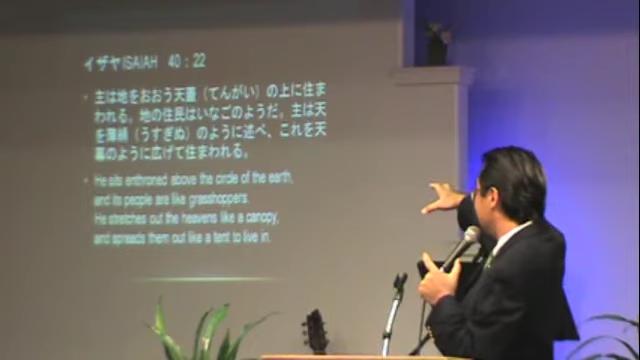 イザヤ ISAIAH 40：22
・ 主は地をおおう天蓋（てんがい）の上に住ま
われる。地の住民はいなごのようだ。主は天
を薄絹（うすぎぬ）のように述べ、これを天
幕のように広げて住まわれる。
・ He sits enthroned above the circle of the earth,
and its people are like grasshoppers.
He stretches out the heavens like a canopy,
and spreads them out like a tent to live in.